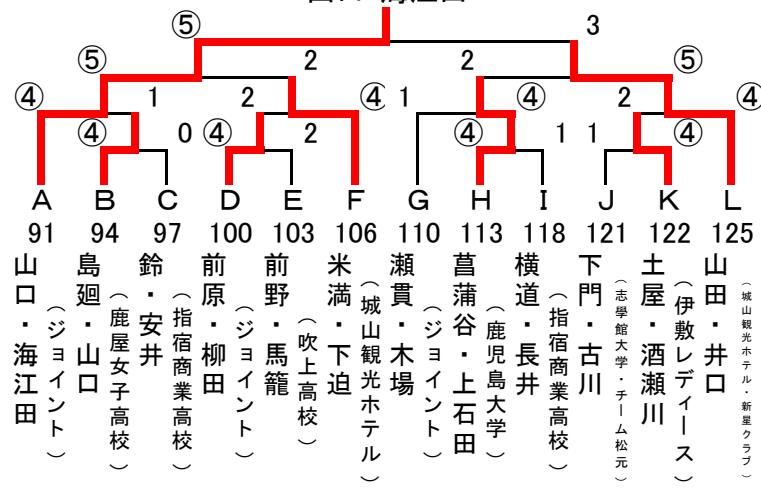 ⑤ 3
⑤ 2 2 ⑤
④ 1 2 ④ 1 ④ 2 ④
④ 0 ④ 2 ④ 1 1 ④
A B C D E F G H I J K L
91 94 97 100 103 106 110 113 118 121 122 125
山口・海江田 (ジョイント)
島廻・山口 (鹿屋女子高校)
鈴・安井 (指宿商業高校)
前原・柳田 (ジョイント)
前野・馬籠 (吹上高校)
米満・下迫 (城山観光ホテル)
瀬貫・木場 (ジョイント)
菖蒲谷・上石田 (鹿児島大学)
横道・長井 (指宿商業高校)
下門・古川 (志學館大学・チーム松元)
土屋・酒瀬川 (伊敷レディース)
山田・井口 (城山観光ホテル・新星クラブ)